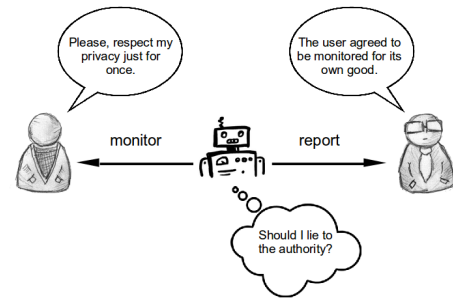 Please, respect my
privacy just for
once.
The user agreed to
be monitored for its
own good.
monitor
report
Should I lie to
the authority?